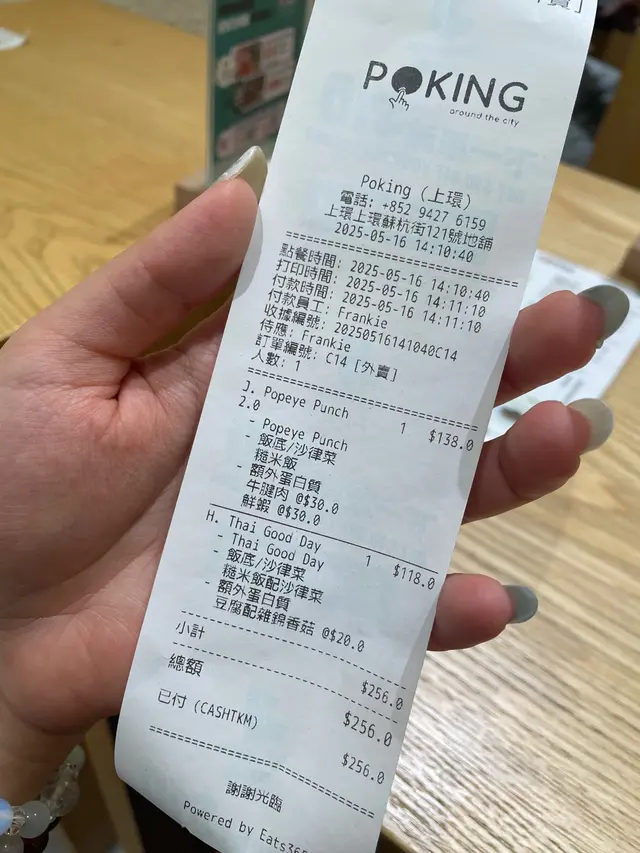 外賣]
POKING
around the city
Poking (上環)
電話: +852 9427 6159
上環上環蘇杭街121號地舖
2025-05-16 14:10:40
點餐時間: 2025-05-16 14:10:40
打印時間: 2025-05-16 14:11:10
付款時間: 2025-05-16 14:11:10
付款員工: Frankie
收據編號: 20250516141040C14
侍應: Frankie
訂單編號: C14 [外賣]
人數: 1
J. Popeye Punch 2.0 1 $138.0
- Popeye Punch
- 飯底/沙律菜
糙米飯
- 額外蛋白質
牛腱肉 @$30.0
鮮蝦 @$30.0
H. Thai Good Day 1 $118.0
- Thai Good Day
- 飯底/沙律菜
糙米飯配沙律菜
- 額外蛋白質
豆腐配雜錦香菇 @$20.0
小計 $256.0
總額 $256.0
已付 (CASHTKM) $256.0
謝謝光臨
Powered by Eats365